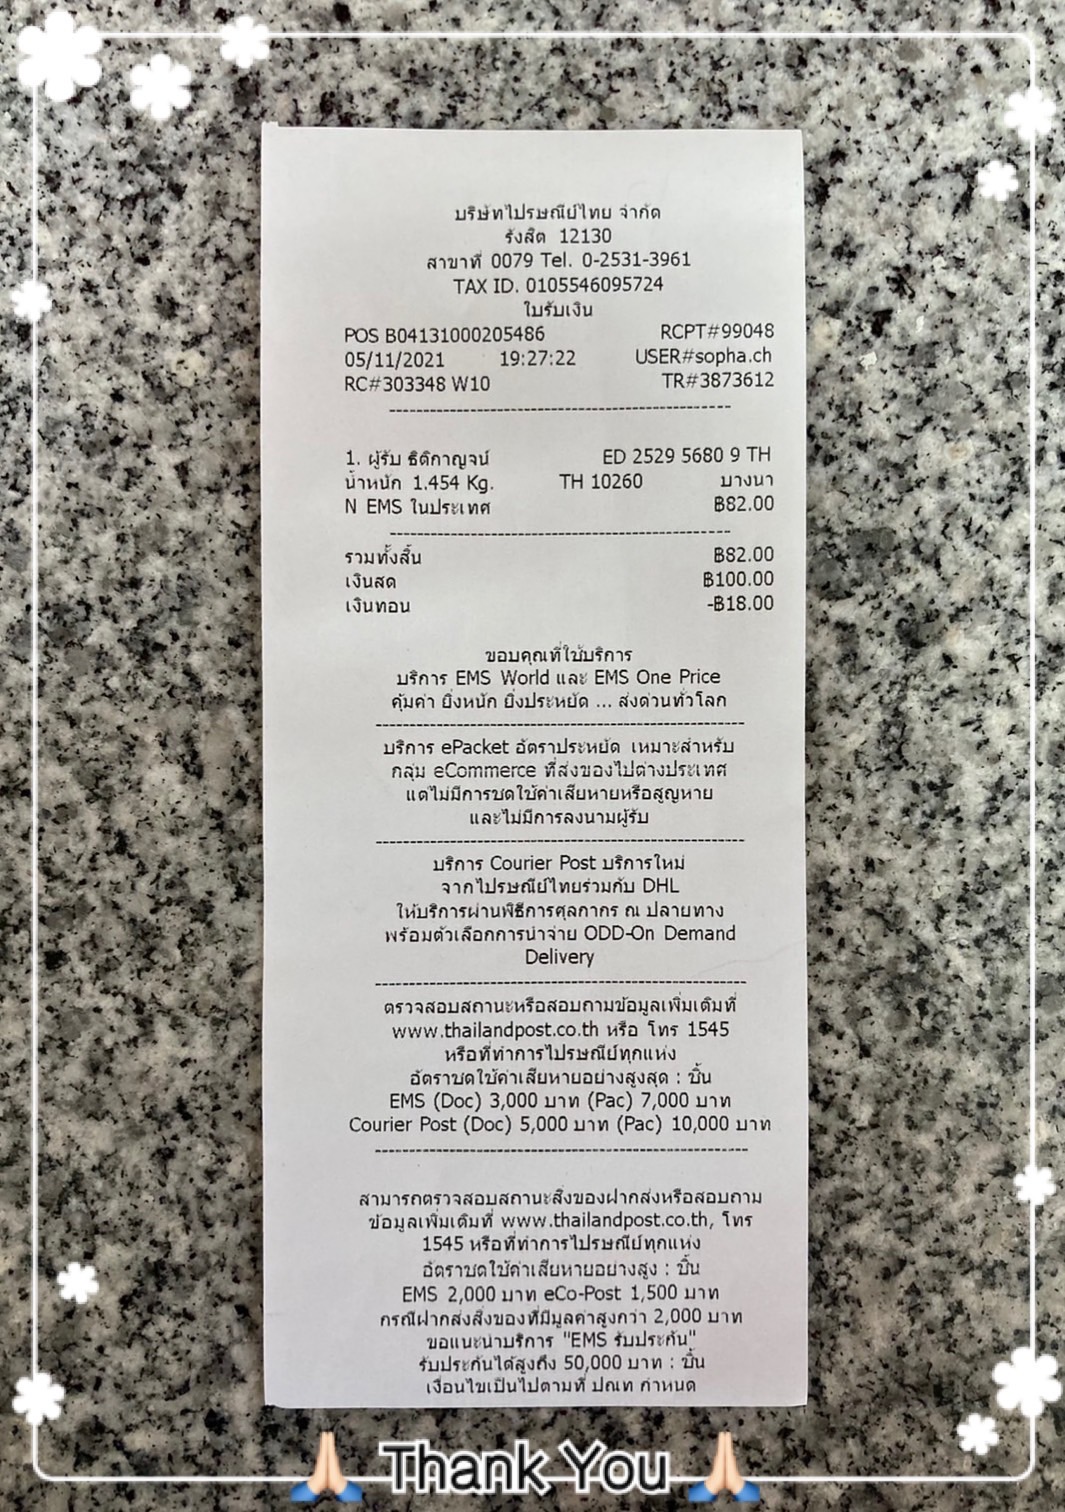 บริษัทไปรษณีย์ไทย จำกัด
รังสิต 12130
สาขาที่ 0079 Tel. 0-2531-3961
TAX ID. 0105546095724
ใบรับเงิน
POS B04131000205486 RCPT#99048
05/11/2021 19:27:22 USER#sopha.ch
RC#303348 W10 TR#3873612
1. ผู้รับ ธิติกาญจน์ ED 2529 5680 9 TH
น้ำหนัก 1.454 Kg. TH 10260 บางนา
N EMS ในประเทศ ฿82.00
รวมทั้งสิ้น ฿82.00
เงินสด ฿100.00
เงินทอน -฿18.00
ขอบคุณที่ใช้บริการ
บริการ EMS World และ EMS One Price
คุ้มค่า ยิ่งหนัก ยิ่งประหยัด ... ส่งด่วนทั่วโลก
บริการ ePacket อัตราประหยัด เหมาะสำหรับ
กลุ่ม eCommerce ที่ส่งของไปต่างประเทศ
แต่ไม่มีการชดใช้ค่าเสียหายหรือสูญหาย
และไม่มีการลงนามผู้รับ
บริการ Courier Post บริการใหม่
จากไปรษณีย์ไทยร่วมกับ DHL
ให้บริการผ่านพิธีการศุลกากร ณ ปลายทาง
พร้อมตัวเลือกการนำจ่าย ODD-On Demand
Delivery
ตรวจสอบสถานะหรือสอบถามข้อมูลเพิ่มเติมที่
www.thailandpost.co.th หรือ โทร 1545
หรือที่ทำการไปรษณีย์ทุกแห่ง
อัตราชดใช้ค่าเสียหายอย่างสูงสุด : ชิ้น
EMS (Doc) 3,000 บาท (Pac) 7,000 บาท
Courier Post (Doc) 5,000 บาท (Pac) 10,000 บาท
สามารถตรวจสอบสถานะสิ่งของฝากส่งหรือสอบถาม
ข้อมูลเพิ่มเติมที่ www.thailandpost.co.th, โทร
1545 หรือที่ทำการไปรษณีย์ทุกแห่ง
อัตราชดใช้ค่าเสียหายอย่างสูง : ชิ้น
EMS 2,000 บาท eCo-Post 1,500 บาท
กรณีฝากส่งสิ่งของที่มีมูลค่าสูงกว่า 2,000 บาท
ขอแนะนำบริการ "EMS รับประกัน"
รับประกันได้สูงถึง 50,000 บาท : ชิ้น
เงื่อนไขเป็นไปตามที่ ปณท กำหนด
🙏🏻 Thank You 🙏🏻